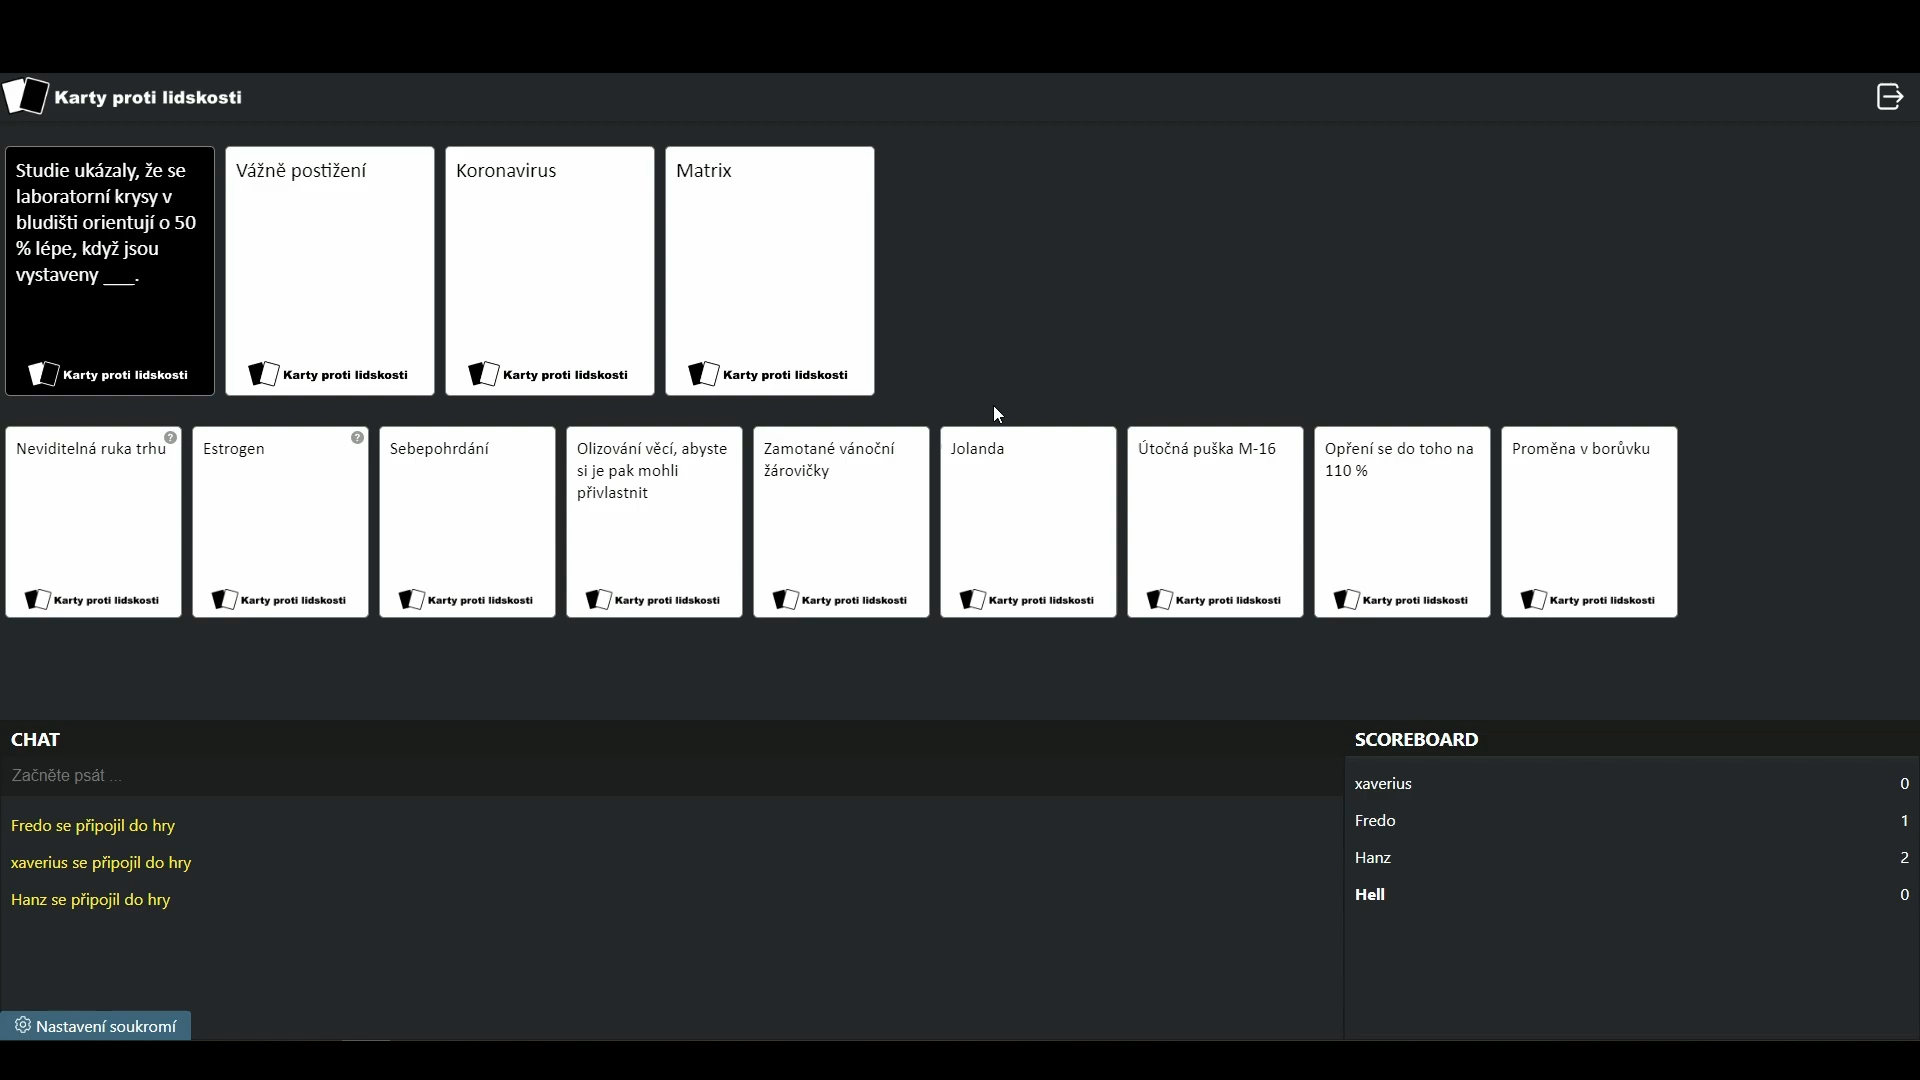 Karty proti lidskosti
Studie ukázaly, že se
laboratorní krysy v
bludišti orientují o 50
% lépe, když jsou
vystaveny ___.
Karty proti lidskosti
Vážně postižení
Karty proti lidskosti
Koronavirus
Karty proti lidskosti
Matrix
Karty proti lidskosti
Neviditelná ruka trhu
?
Karty proti lidskosti
Estrogen
?
Karty proti lidskosti
Sebepohrdání
Karty proti lidskosti
Olizování věcí, abyste
si je pak mohli
přivlastnit
Karty proti lidskosti
Zamotané vánoční
žárovičky
Karty proti lidskosti
Jolanda
Karty proti lidskosti
Útočná puška M-16
Karty proti lidskosti
Opření se do toho na
110 %
Karty proti lidskosti
Proměna v borůvku
Karty proti lidskosti
CHAT
Začněte psát ...
Fredo se připojil do hry
xaverius se připojil do hry
Hanz se připojil do hry
Nastavení soukromí
SCOREBOARD
xaverius 0
Fredo 1
Hanz 2
Hell 0